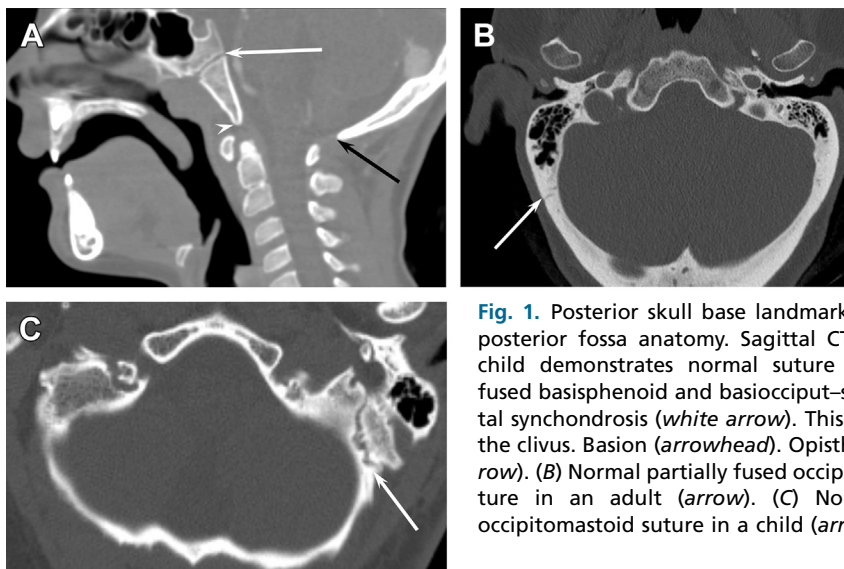 A
B
C
Fig. 1. Posterior skull base landmark
posterior fossa anatomy. Sagittal CT
child demonstrates normal suture
fused basisphenoid and basiocciput–s
tal synchondrosis (white arrow). This
the clivus. Basion (arrowhead). Opisth
row). (B) Normal partially fused occip
ture in an adult (arrow). (C) No
occipitomastoid suture in a child (arr